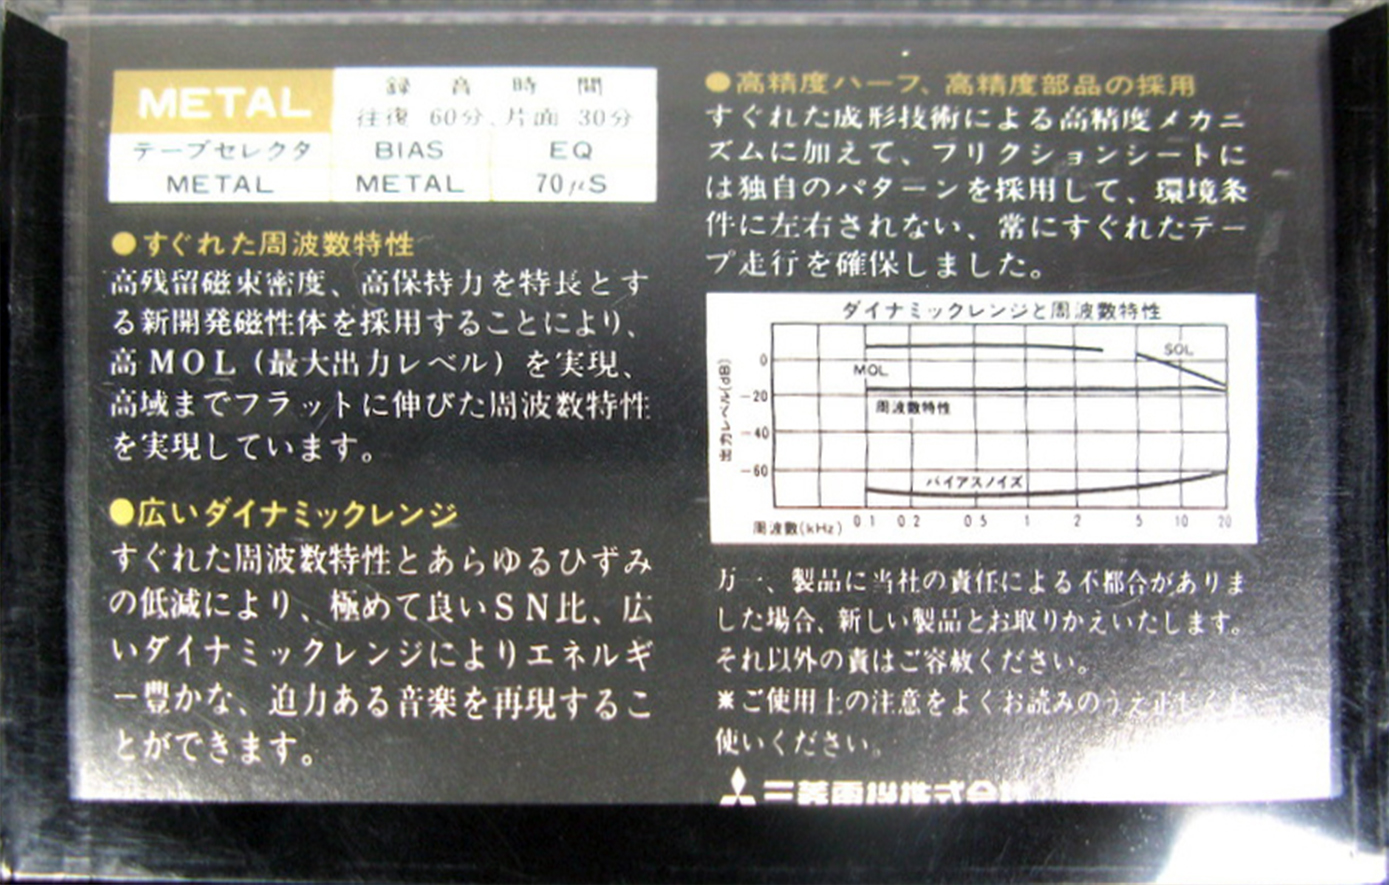 METAL
録音時間
往復 60分、片面 30分
テープセレクタ BIAS EQ
METAL METAL 70μS
●すぐれた周波数特性
高残留磁束密度、高保持力を特長とす
る新開発磁性体を採用することにより、
高MOL（最大出力レベル）を実現、
高域までフラットに伸びた周波数特性
を実現しています。
●広いダイナミックレンジ
すぐれた周波数特性とあらゆるひずみ
の低減により、極めて良いSN比、広
いダイナミックレンジによりエネルギ
ー豊かな、迫力ある音楽を再現するこ
とができます。
●高精度ハーフ、高精度部品の採用
すぐれた成形技術による高精度メカニ
ズムに加えて、フリクションシートに
は独自のパターンを採用して、環境条
件に左右されない、常にすぐれたテー
プ走行を確保しました。
ダイナミックレンジと周波数特性
出力レベル(dB)
0
SOL
MOL
-20
周波数特性
-40
-60
バイアスノイズ
周波数(kHz) 0.1 0.2 0.5 1 2 5 10 20
万一、製品に当社の責任による不都合がありま
した場合、新しい製品とお取りかえいたします。
それ以外の責はご容赦ください。
※ご使用上の注意をよくお読みのうえ正しくお
使いください。
三菱電機株式会社